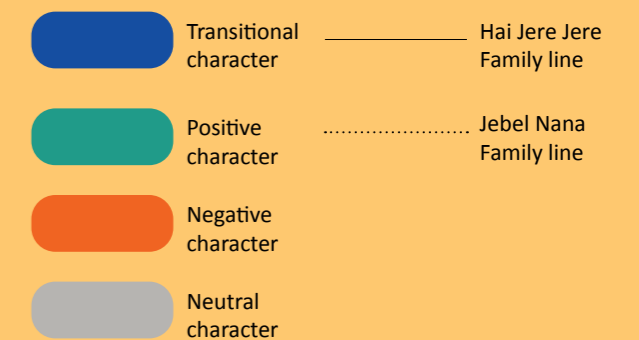 Transitional
character
Hai Jere Jere
Family line
Positive
character
Jebel Nana
Family line
Negative
character
Neutral
character